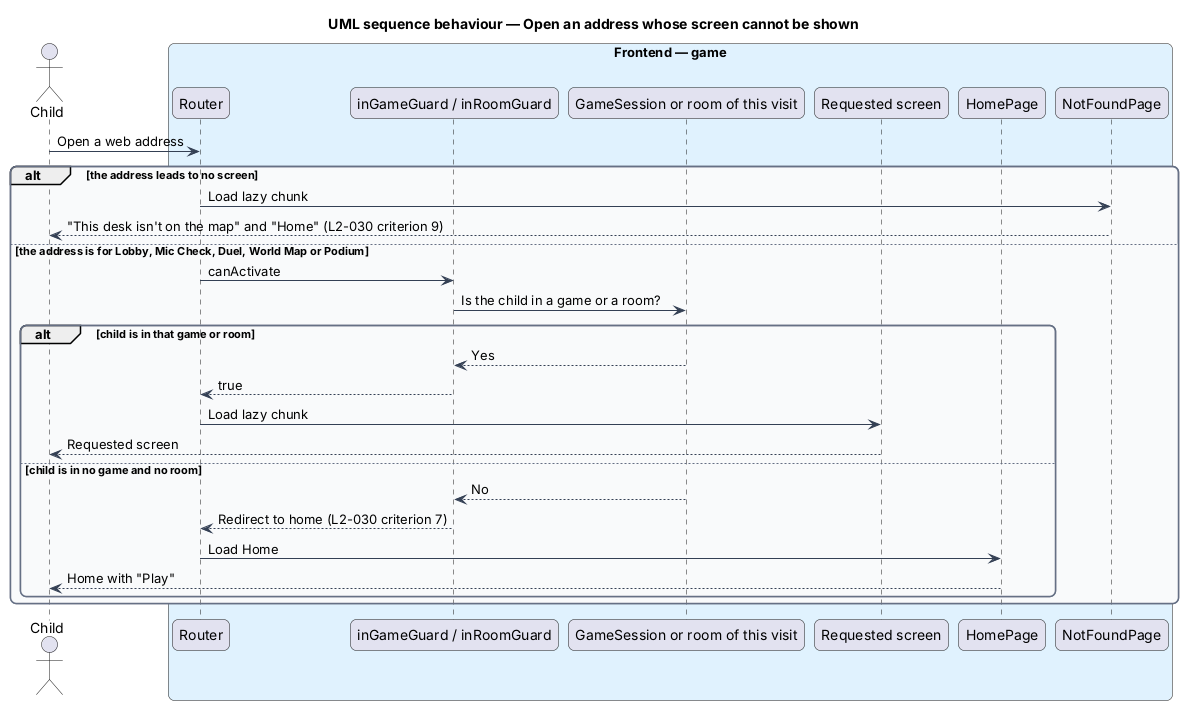 UML sequence behaviour — Open an address whose screen cannot be shown
Frontend — game
Child
Router
inGameGuard / inRoomGuard
GameSession or room of this visit
Requested screen
HomePage
NotFoundPage
Open a web address
alt
[the address leads to no screen]
Load lazy chunk
"This desk isn't on the map" and "Home" (L2-030 criterion 9)
[the address is for Lobby, Mic Check, Duel, World Map or Podium]
canActivate
Is the child in a game or a room?
alt
[child is in that game or room]
Yes
true
Load lazy chunk
Requested screen
[child is in no game and no room]
No
Redirect to home (L2-030 criterion 7)
Load Home
Home with "Play"
Child
Router
inGameGuard / inRoomGuard
GameSession or room of this visit
Requested screen
HomePage
NotFoundPage